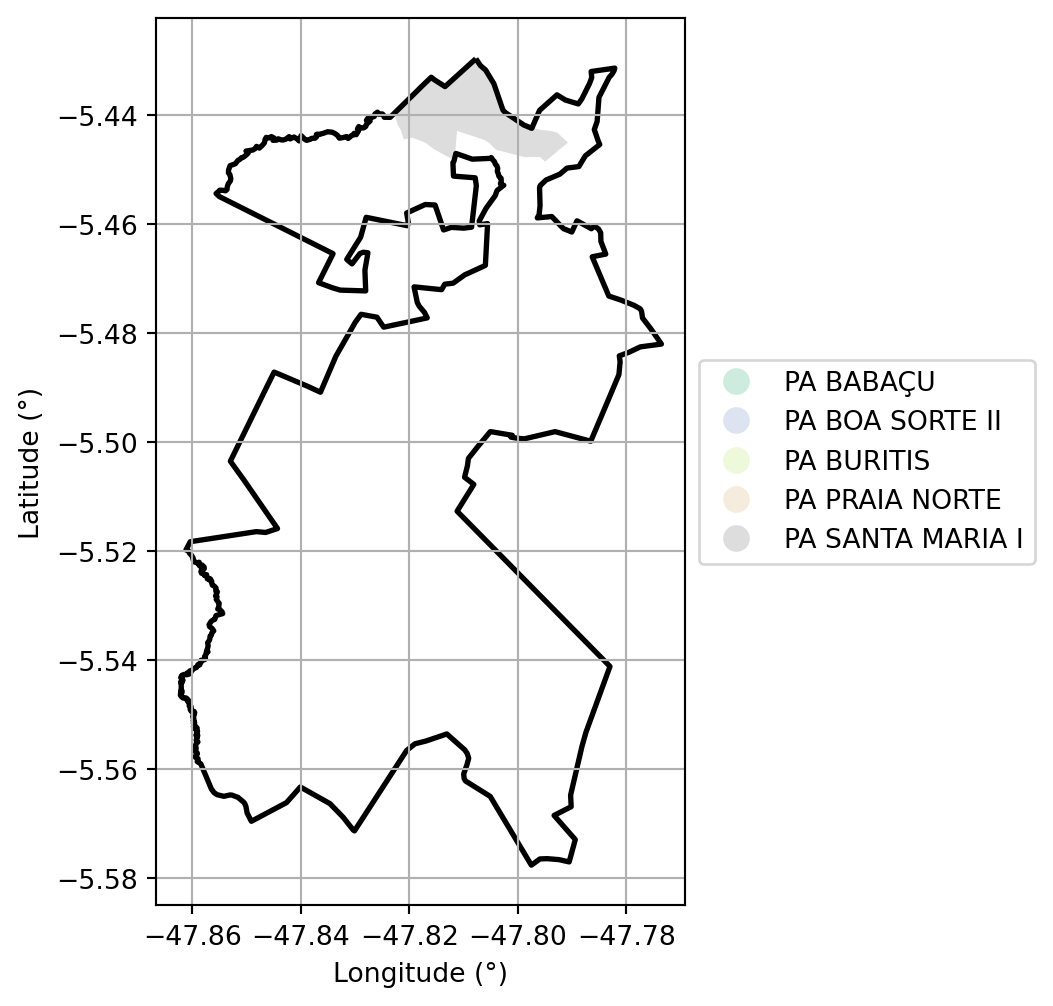 −5.44
−5.46
−5.48
−5.50
−5.52
−5.54
−5.56
−5.58
Latitude (°)
−47.86 −47.84 −47.82 −47.80 −47.78
Longitude (°)
PA BABAÇU
PA BOA SORTE II
PA BURITIS
PA PRAIA NORTE
PA SANTA MARIA I